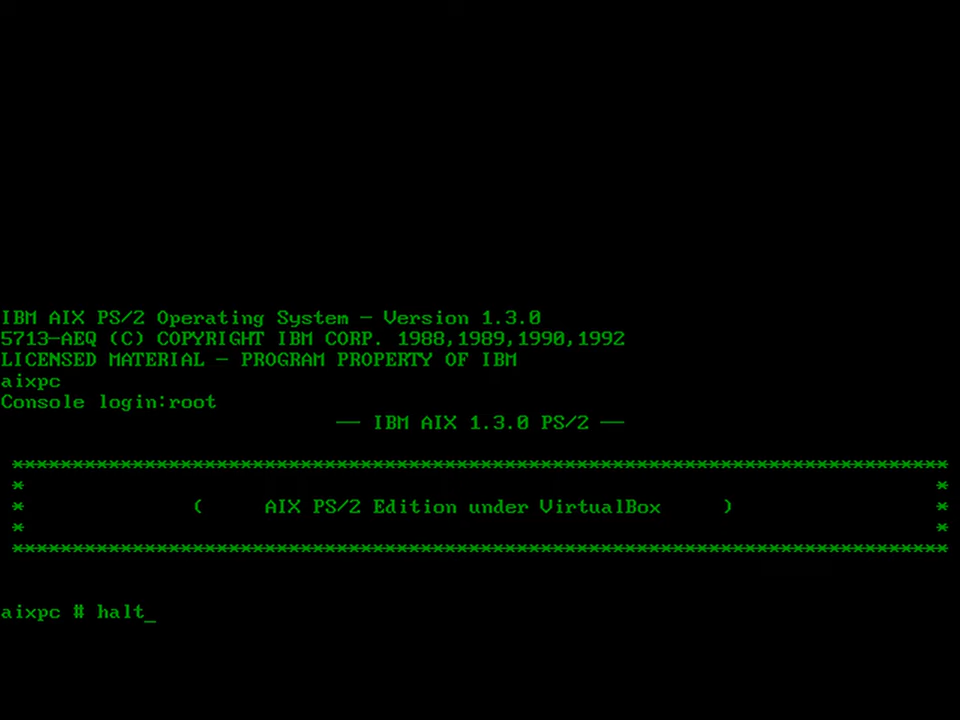 IBM AIX PS/2 Operating System - Version 1.3.0
5713-AEQ (C) COPYRIGHT IBM CORP. 1988,1989,1990,1992
LICENSED MATERIAL - PROGRAM PROPERTY OF IBM
aixpc
Console login:root
-- IBM AIX 1.3.0 PS/2 --
******************************************************************************
* *
* ( AIX PS/2 Edition under VirtualBox ) *
* *
******************************************************************************
aixpc # halt_